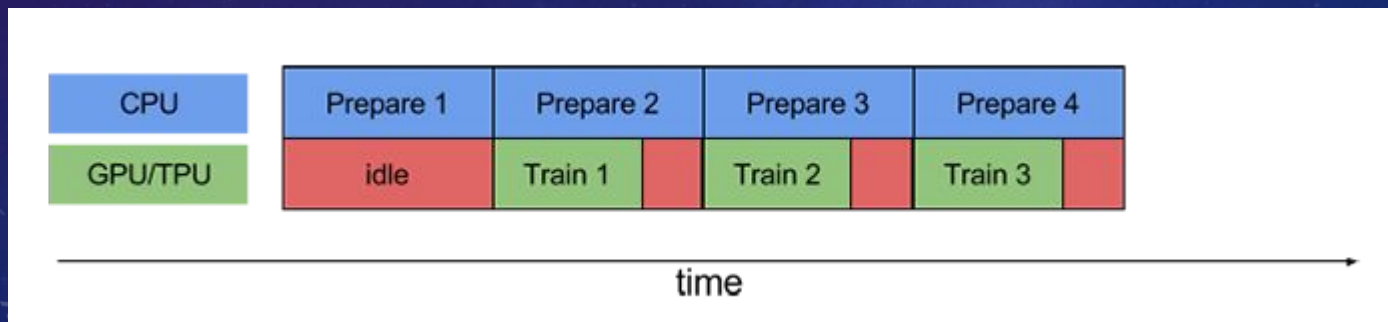 CPU Prepare 1 Prepare 2 Prepare 3 Prepare 4
GPU/TPU idle Train 1 Train 2 Train 3
time